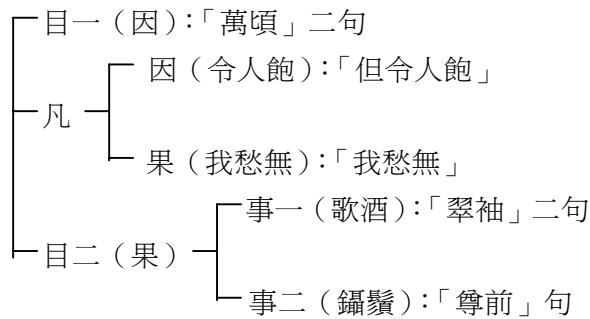 目一（因）：「萬頃」二句
因（令人飽）：「但令人飽」
凡
果（我愁無）：「我愁無」
事一（歌酒）：「翠袖」二句
目二（果）
事二（鑷鬚）：「尊前」句